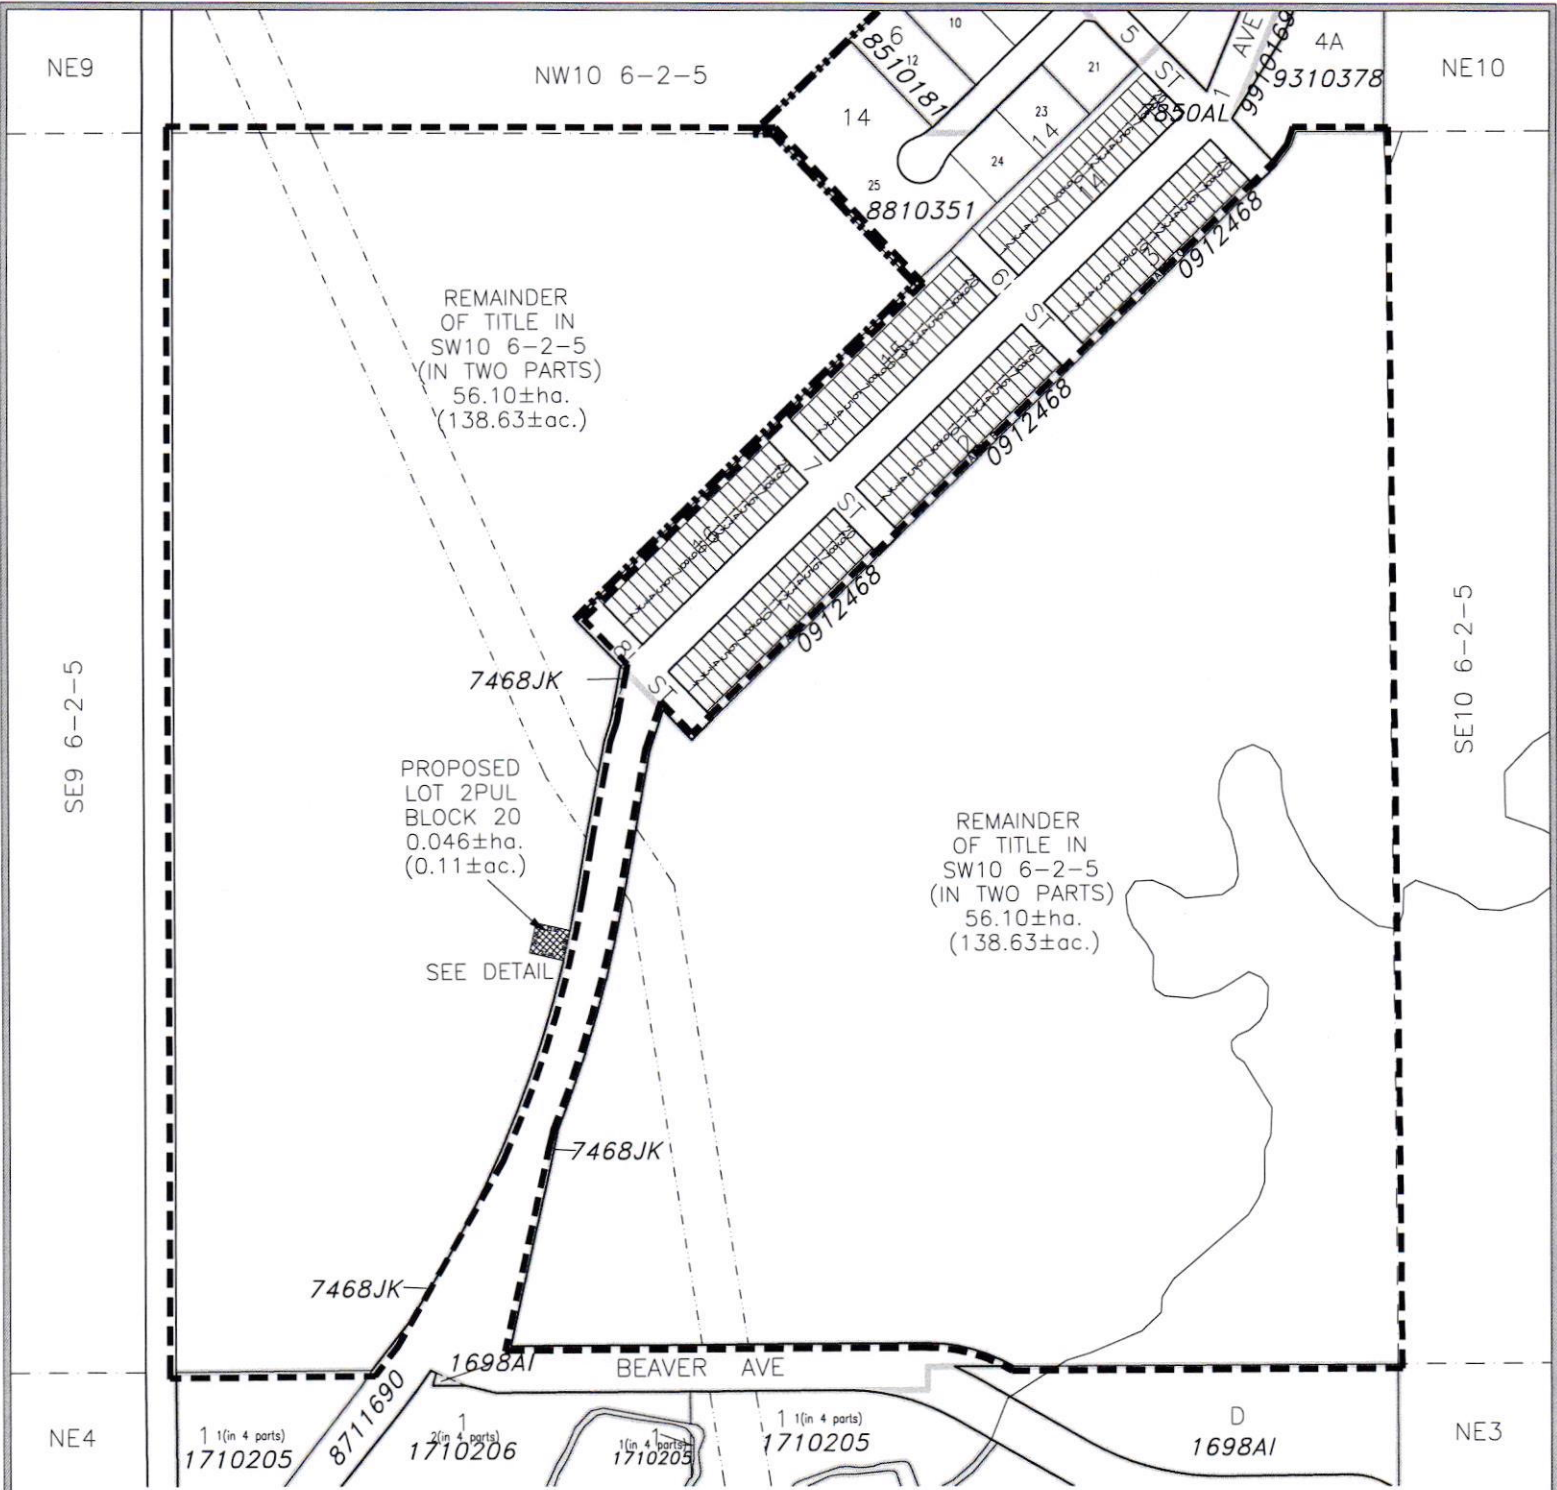 NE9
NW10 6-2-5
NE10
6
10
12
8510181
14
21
23
14
24
25
8810351
5
ST
1
AVE
9910169
4A
9310378
7850AL
14
3
0912468
6
ST
15
2
0912468
7
ST
16
1
0912468
8
ST
REMAINDER
OF TITLE IN
SW10 6-2-5
(IN TWO PARTS)
56.10±ha.
(138.63±ac.)
SE9 6-2-5
SE10 6-2-5
7468JK
PROPOSED
LOT 2PUL
BLOCK 20
0.046±ha.
(0.11±ac.)
SEE DETAIL
REMAINDER
OF TITLE IN
SW10 6-2-5
(IN TWO PARTS)
56.10±ha.
(138.63±ac.)
7468JK
7468JK
1698AI
BEAVER AVE
8711690
NE4
1 1(in 4 parts)
1710205
1
2(in 4 parts)
1710206
1
1(in 4 parts)
1710205
1 1(in 4 parts)
1710205
D
1698AI
NE3